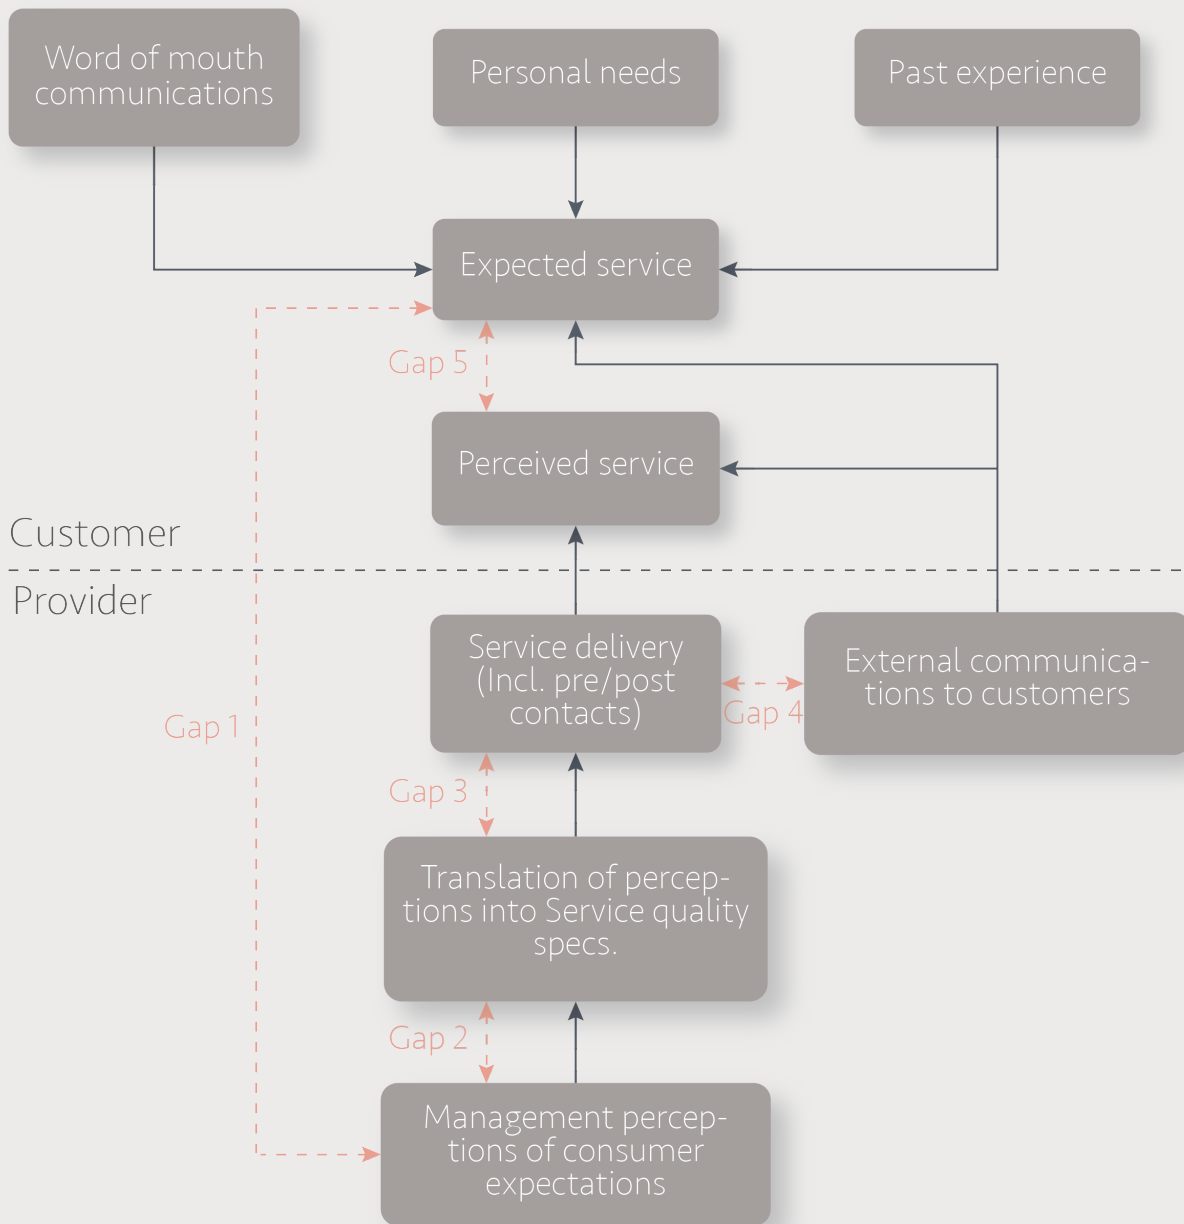 Word of mouth
communications
Personal needs
Past experience
Expected service
Gap 5
Perceived service
Customer
Provider
Service delivery
(Incl. pre/post
contacts)
External communica-
tions to customers
Gap 4
Gap 1
Gap 3
Translation of percep-
tions into Service quality
specs.
Gap 2
Management percep-
tions of consumer
expectations